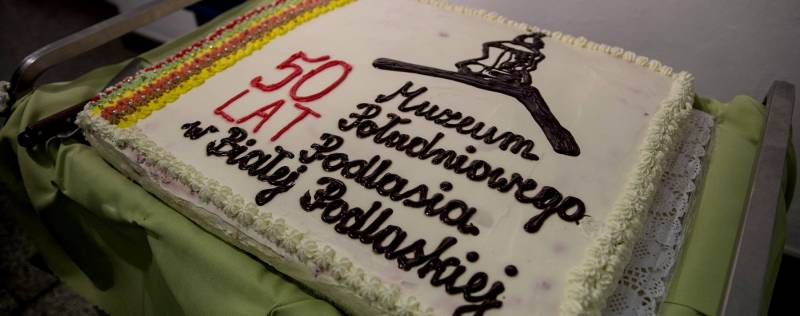 50
LAT
Muzeum
Południowego
Podlasia
w Białej Podlaskiej